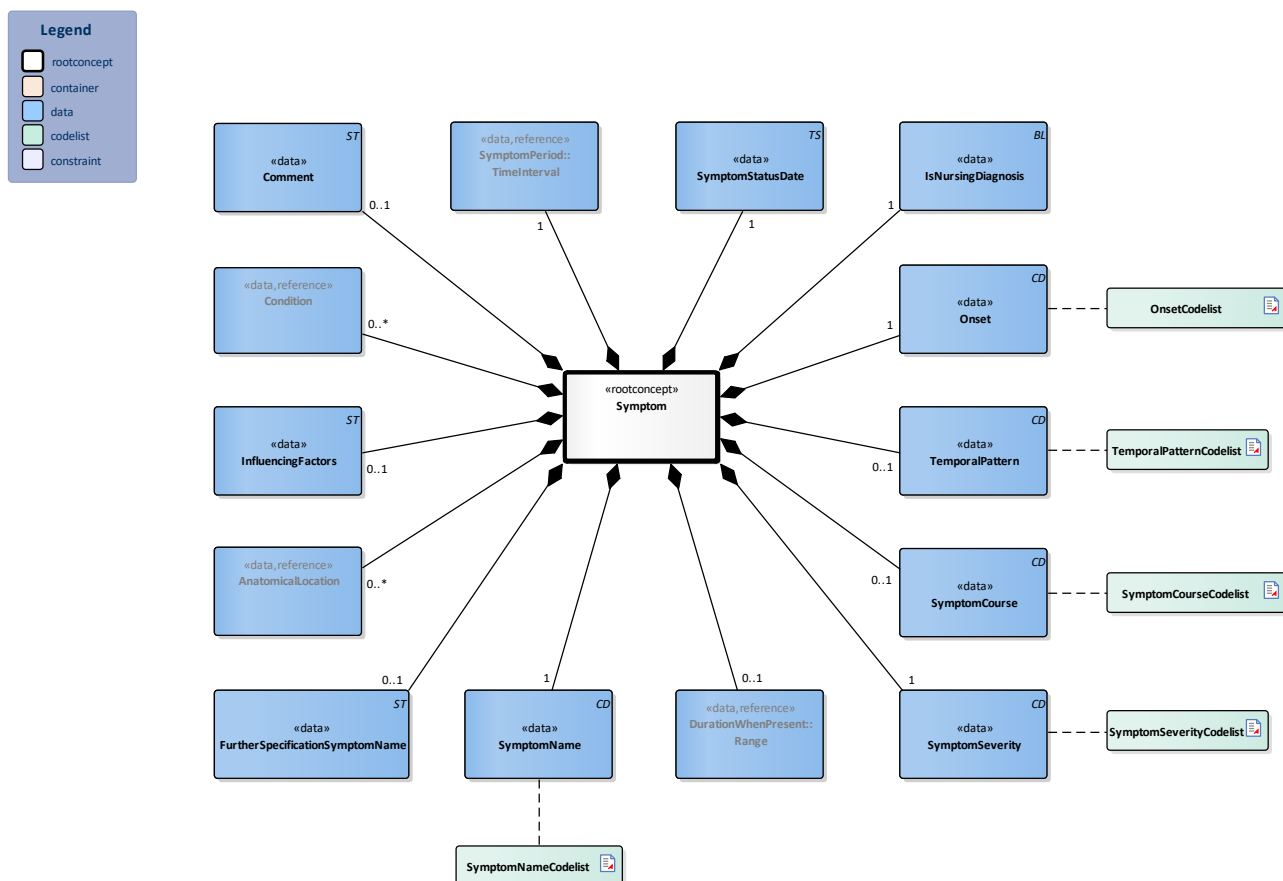 Legend
rootconcept
container
data
codelist
constraint
ST
«data»
Comment
0..1
«data,reference»
SymptomPeriod::
TimeInterval
1
TS
«data»
SymptomStatusDate
1
BL
«data»
IsNursingDiagnosis
1
«data,reference»
Condition
0..*
CD
«data»
Onset
1
OnsetCodelist
«rootconcept»
Symptom
ST
«data»
InfluencingFactors
0..1
CD
«data»
TemporalPattern
0..1
TemporalPatternCodelist
«data,reference»
AnatomicalLocation
0..*
CD
«data»
SymptomCourse
0..1
SymptomCourseCodelist
ST
«data»
FurtherSpecificationSymptomName
0..1
CD
«data»
SymptomName
1
«data,reference»
DurationWhenPresent::
Range
0..1
CD
«data»
SymptomSeverity
1
SymptomSeverityCodelist
SymptomNameCodelist